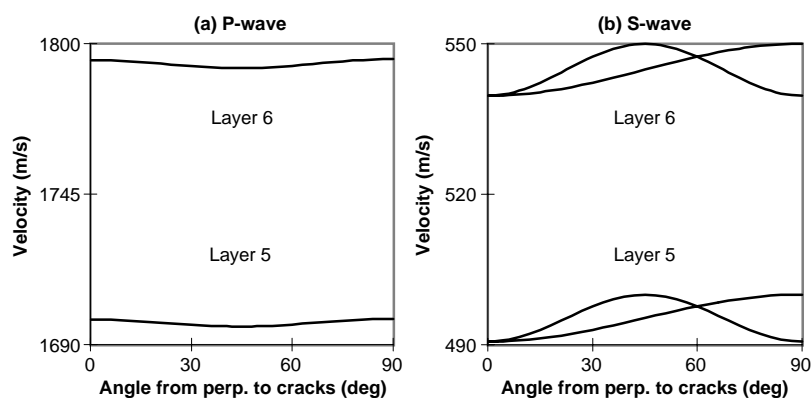 (a) P-wave
1800
1745
1690
Velocity (m/s)
Layer 6
Layer 5
0 30 60 90
Angle from perp. to cracks (deg)
(b) S-wave
550
520
490
Velocity (m/s)
Layer 6
Layer 5
0 30 60 90
Angle from perp. to cracks (deg)